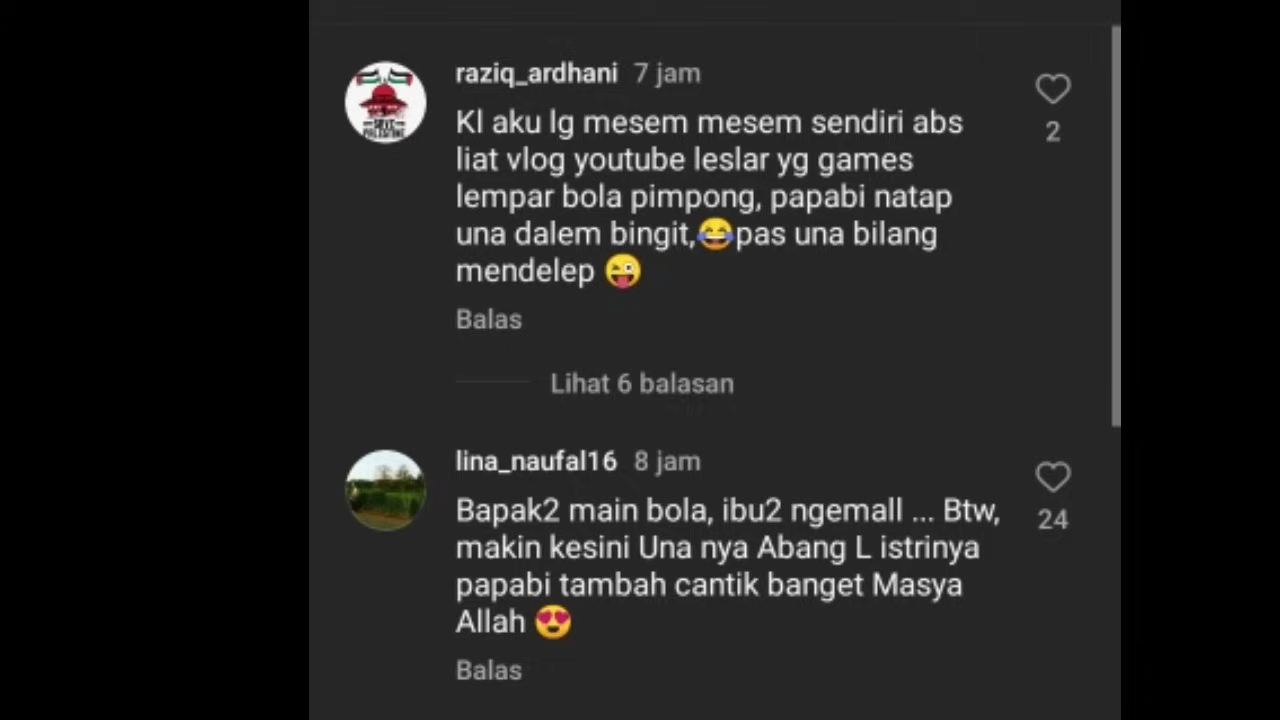 raziq_ardhani 7 jam
Kl aku lg mesem mesem sendiri abs
liat vlog youtube leslar yg games
lempar bola pimpong, papabi natap
una dalem bingit,😂pas una bilang
mendelep 😜
2
Balas
Lihat 6 balasan
lina_naufal16 8 jam
Bapak2 main bola, ibu2 ngemall ... Btw,
makin kesini Una nya Abang L istrinya
papabi tambah cantik banget Masya
Allah 😍
24
Balas